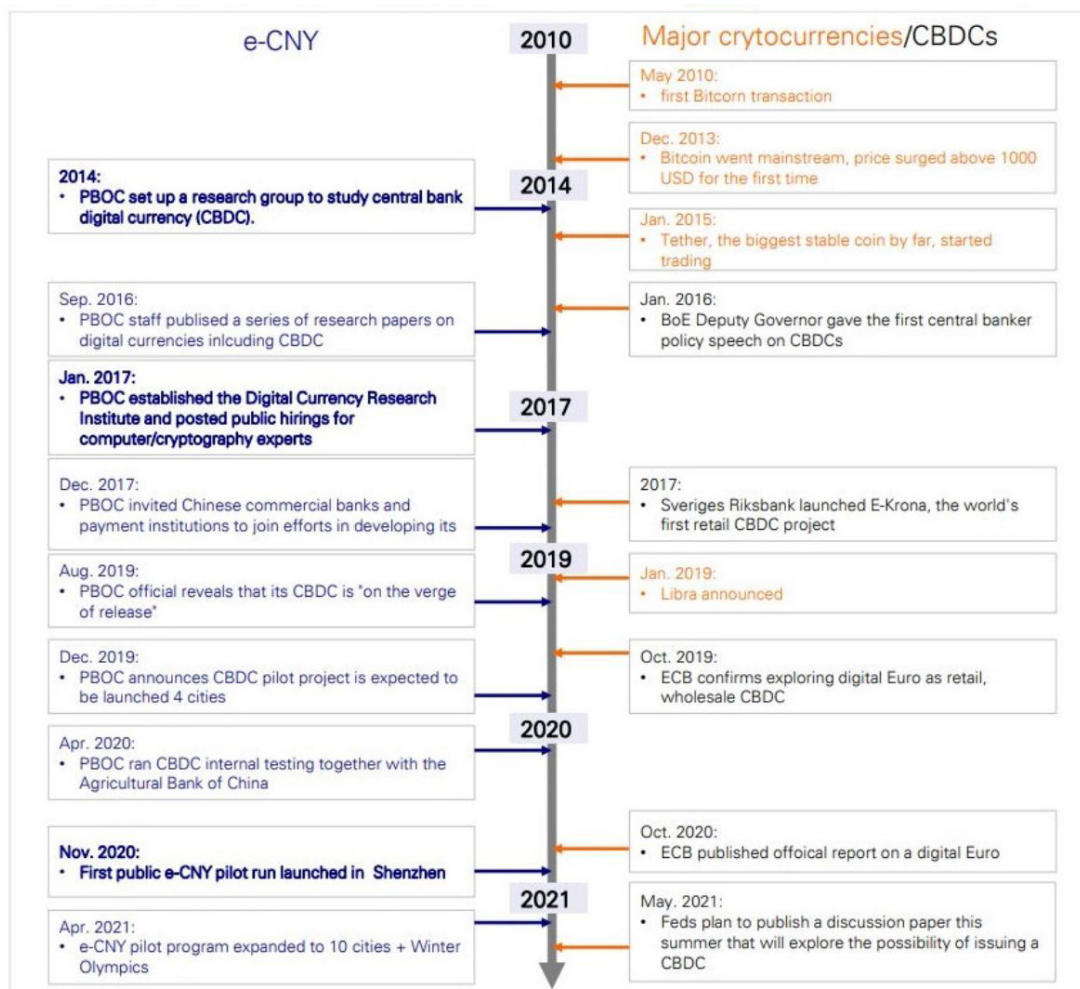 e-CNY
2010
Major crytocurrencies/CBDCs
May 2010:
• first Bitcorn transaction
Dec. 2013:
• Bitcoin went mainstream, price surged above 1000
USD for the first time
2014:
• PBOC set up a research group to study central bank
digital currency (CBDC).
2014
Jan. 2015:
• Tether, the biggest stable coin by far, started
trading
Sep. 2016:
• PBOC staff publised a series of research papers on
digital currencies inlcuding CBDC
Jan. 2016:
• BoE Deputy Governor gave the first central banker
policy speech on CBDCs
Jan. 2017:
• PBOC established the Digital Currency Research
Institute and posted public hirings for
computer/cryptography experts
2017
Dec. 2017:
• PBOC invited Chinese commercial banks and
payment institutions to join efforts in developing its
2017:
• Sveriges Riksbank launched E-Krona, the world's
first retail CBDC project
2019
Aug. 2019:
• PBOC official reveals that its CBDC is "on the verge
of release"
Jan. 2019:
• Libra announced
Dec. 2019:
• PBOC announces CBDC pilot project is expected to
be launched 4 cities
Oct. 2019:
• ECB confirms exploring digital Euro as retail,
wholesale CBDC
2020
Apr. 2020:
• PBOC ran CBDC internal testing together with the
Agricultural Bank of China
Nov. 2020:
• First public e-CNY pilot run launched in Shenzhen
Oct. 2020:
• ECB published offoical report on a digital Euro
2021
Apr. 2021:
• e-CNY pilot program expanded to 10 cities + Winter
Olympics
May. 2021:
• Feds plan to publish a discussion paper this
summer that will explore the possibility of issuing a
CBDC